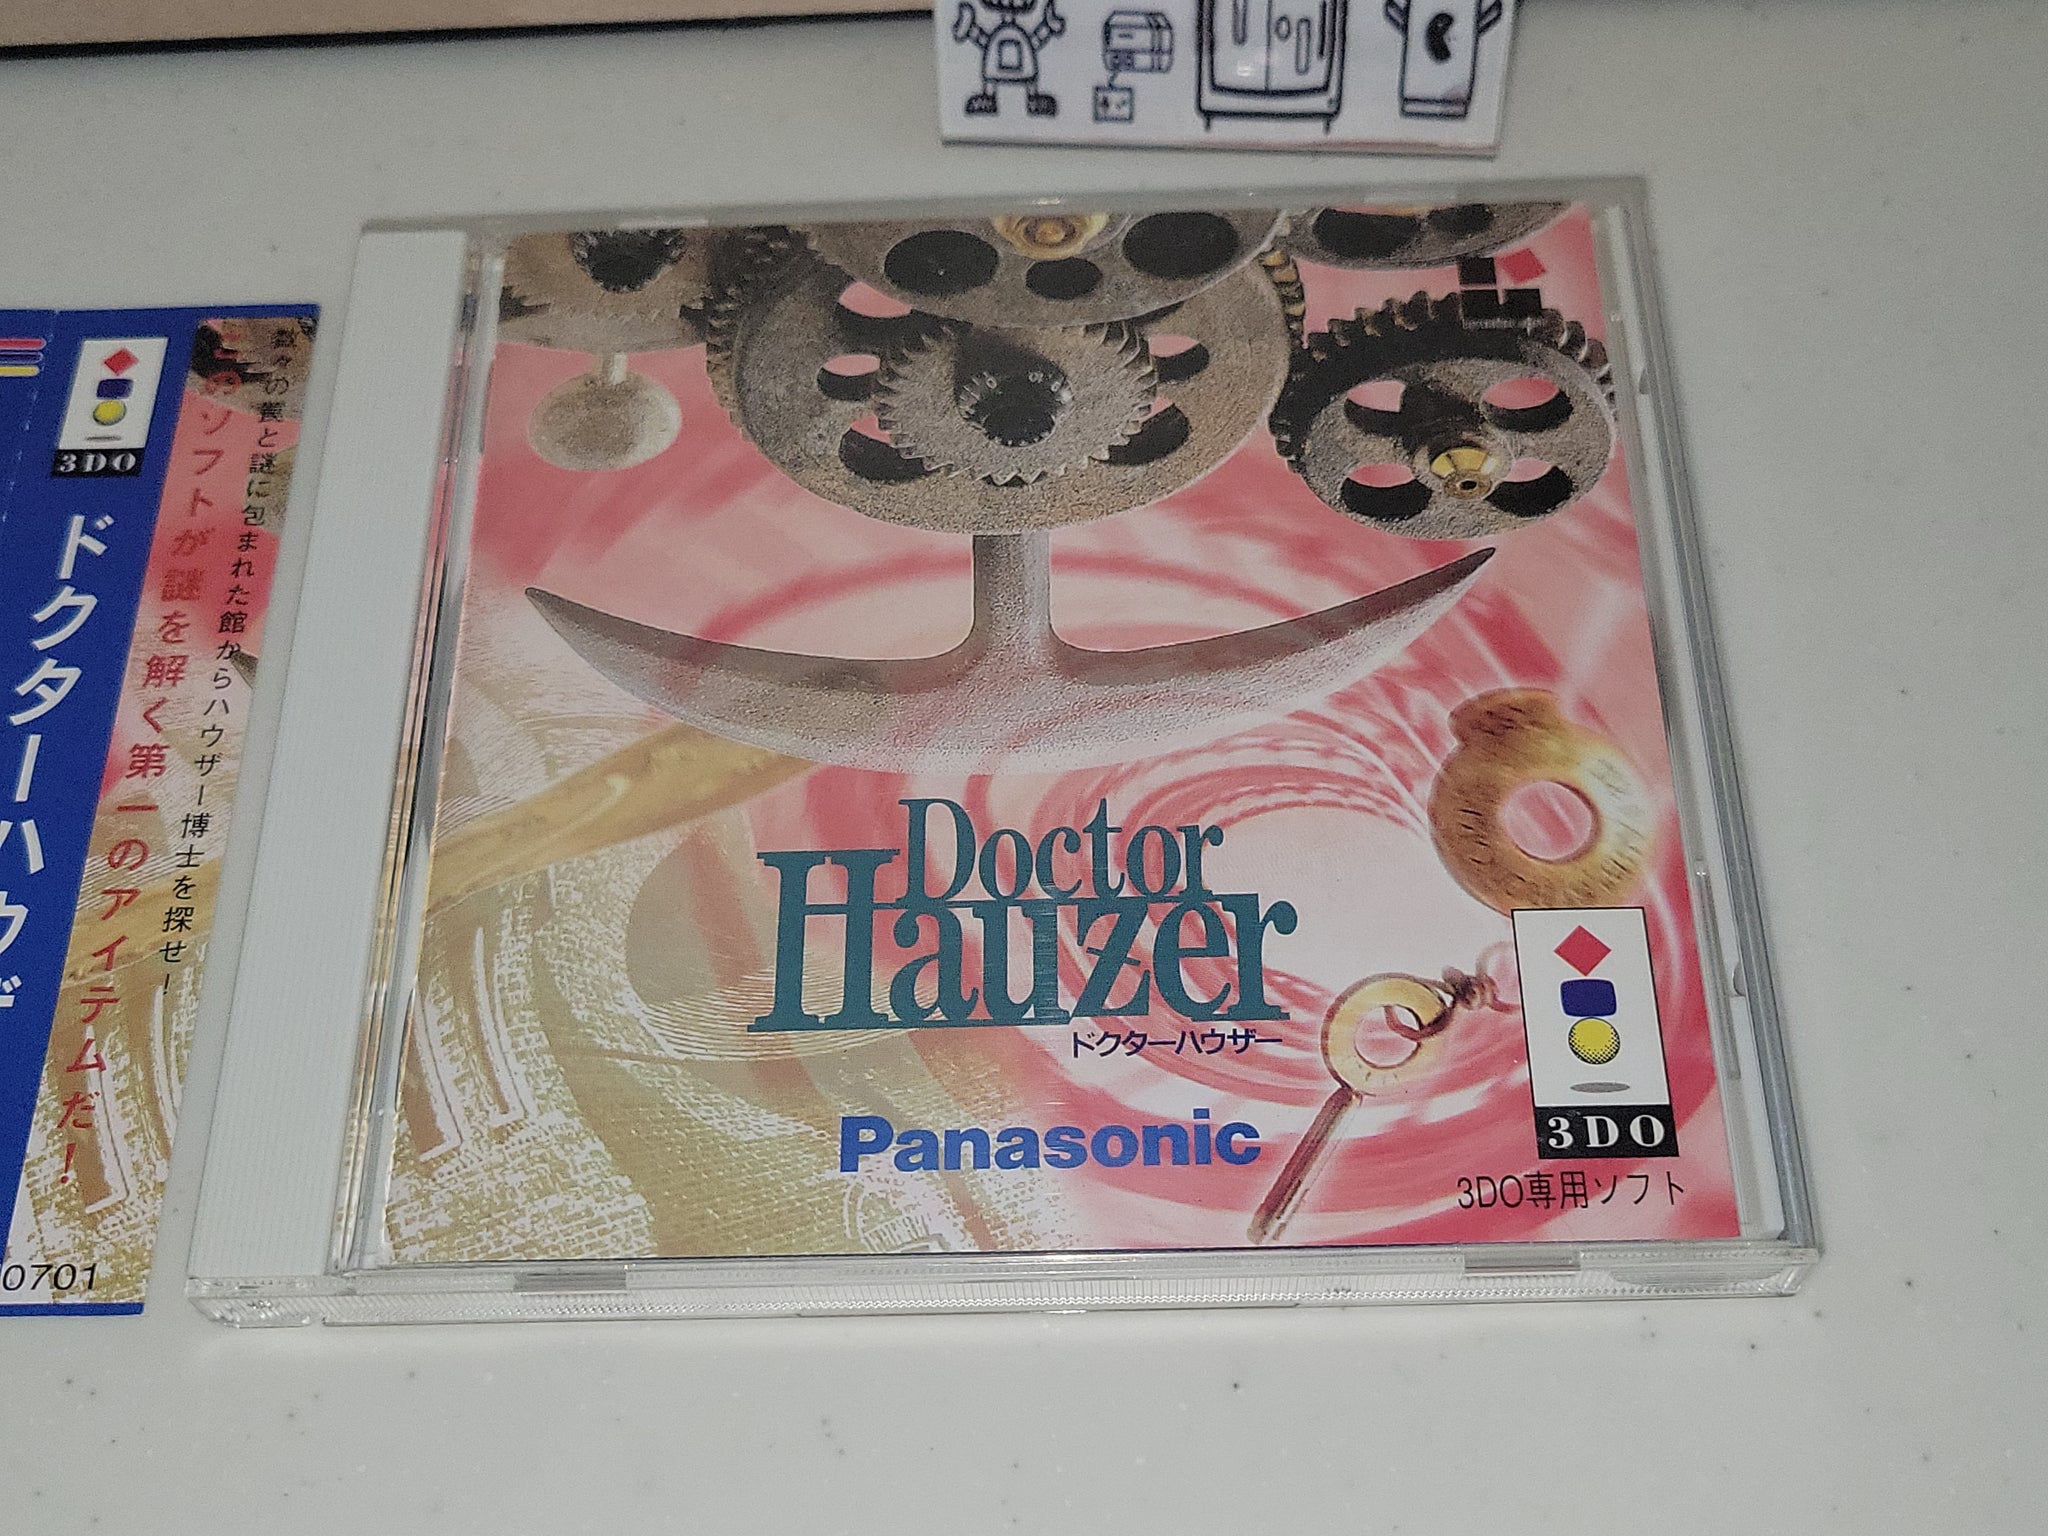 3DO
ドクターハウザ
数々の罠と謎に包まれた館からハウザー博士を探せ!
このソフトが謎を解く第一のアイテムだ!
0701
Doctor
Hauzer
ドクターハウザー
Panasonic
3DO
3DO専用ソフト